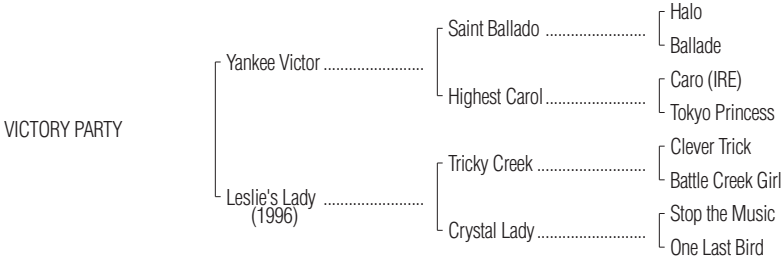 Halo
Saint Ballado ........................
Ballade
Yankee Victor ........................
Caro (IRE)
Highest Carol ........................
Tokyo Princess
VICTORY PARTY
Clever Trick
Tricky Creek ..........................
Battle Creek Girl
Leslie's Lady ........................
(1996)
Stop the Music
Crystal Lady ..........................
One Last Bird